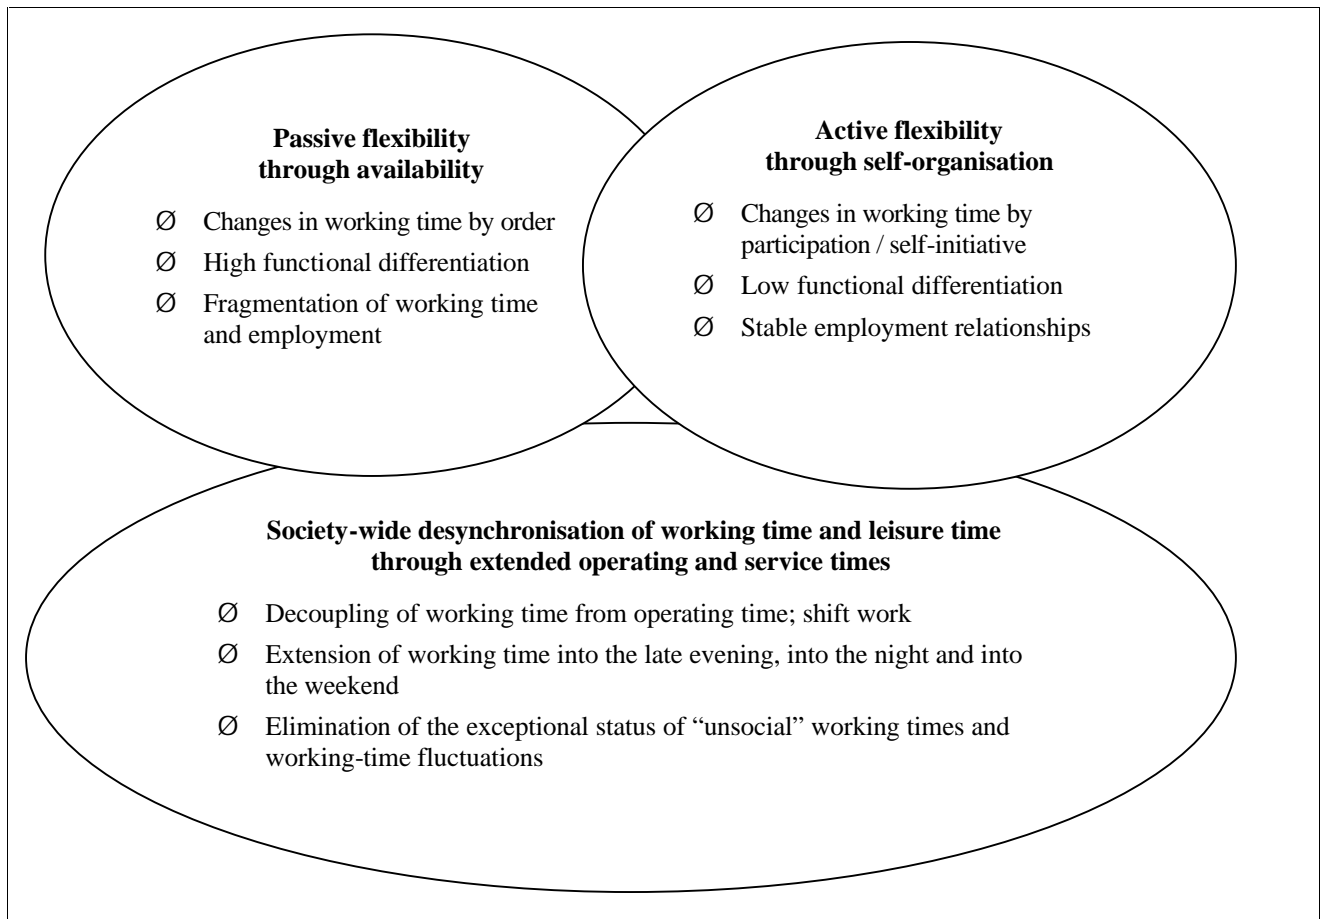 Passive flexibility
through availability
Ø Changes in working time by order
Ø High functional differentiation
Ø Fragmentation of working time
and employment
Active flexibility
through self-organisation
Ø Changes in working time by
participation / self-initiative
Ø Low functional differentiation
Ø Stable employment relationships
Society-wide desynchronisation of working time and leisure time
through extended operating and service times
Ø Decoupling of working time from operating time; shift work
Ø Extension of working time into the late evening, into the night and into
the weekend
Ø Elimination of the exceptional status of “unsocial” working times and
working-time fluctuations